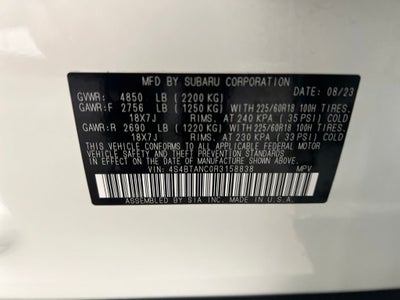 MFD BY SUBARU CORPORATION DATE: 08/23
GVWR: 4850 LB (2200 KG)
GAWR:F 2756 LB (1250 KG) WITH 225/60R18 100H TIRES.
18X7J RIMS. AT 240 KPA (35 PSI) COLD
GAWR:R 2690 LB (1220 KG) WITH 225/60R18 100H TIRES.
18X7J RIMS. AT 230 KPA (33 PSI) COLD
THIS VEHICLE CONFORMS TO ALL APPLICABLE FEDERAL MOTOR
VEHICLE SAFETY AND THEFT PREVENTION STANDARDS IN EFFECT
ON THE DATE OF MANUFACTURE SHOWN ABOVE.
VIN: 4S4BTANC0R3158838 MPV
ASSEMBLED BY SIA INC. MADE IN U.S.A.